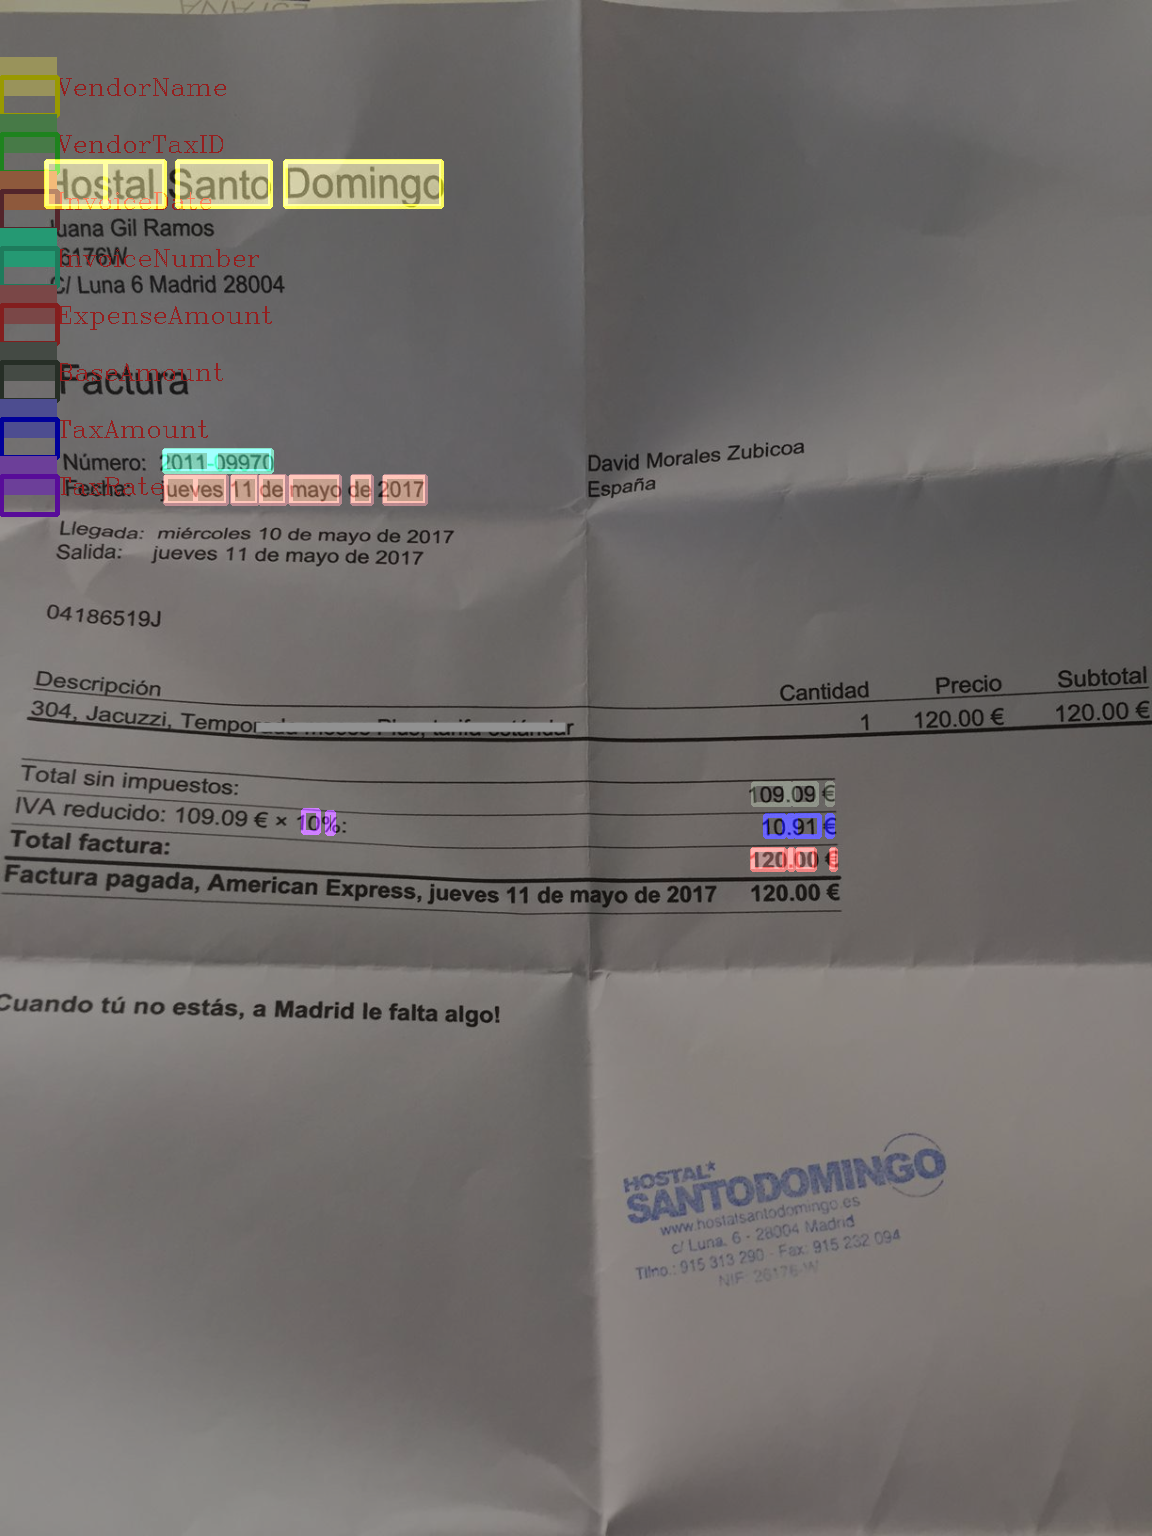 VendorName
VendorTaxID
Hostal Santo Domingo
InvoiceDate
Juana Gil Ramos
6176W
InvoiceNumber
C/ Luna 6 Madrid 28004
ExpenseAmount
BaseAmount
Factura
TaxAmount
Número: 2011-09970
TaxRate
Fecha: jueves 11 de mayo de 2017
David Morales Zubicoa
España
Llegada: miércoles 10 de mayo de 2017
Salida: jueves 11 de mayo de 2017
04186519J
Descripción Cantidad Precio Subtotal
304, Jacuzzi, 1 120.00 € 120.00 €
Total sin impuestos: 109.09 €
IVA reducido: 109.09 € × 10%: 10.91 €
Total factura: 120.00 €
Factura pagada, American Express, jueves 11 de mayo de 2017 120.00 €
Cuando tú no estás, a Madrid le falta algo!
HOSTAL*
SANTODOMINGO
www.hostalsantodomingo.es
c/ Luna, 6 - 28004 Madrid
Tlfno.: 915 313 290 - Fax: 915 232 094
NIF: 26176-W